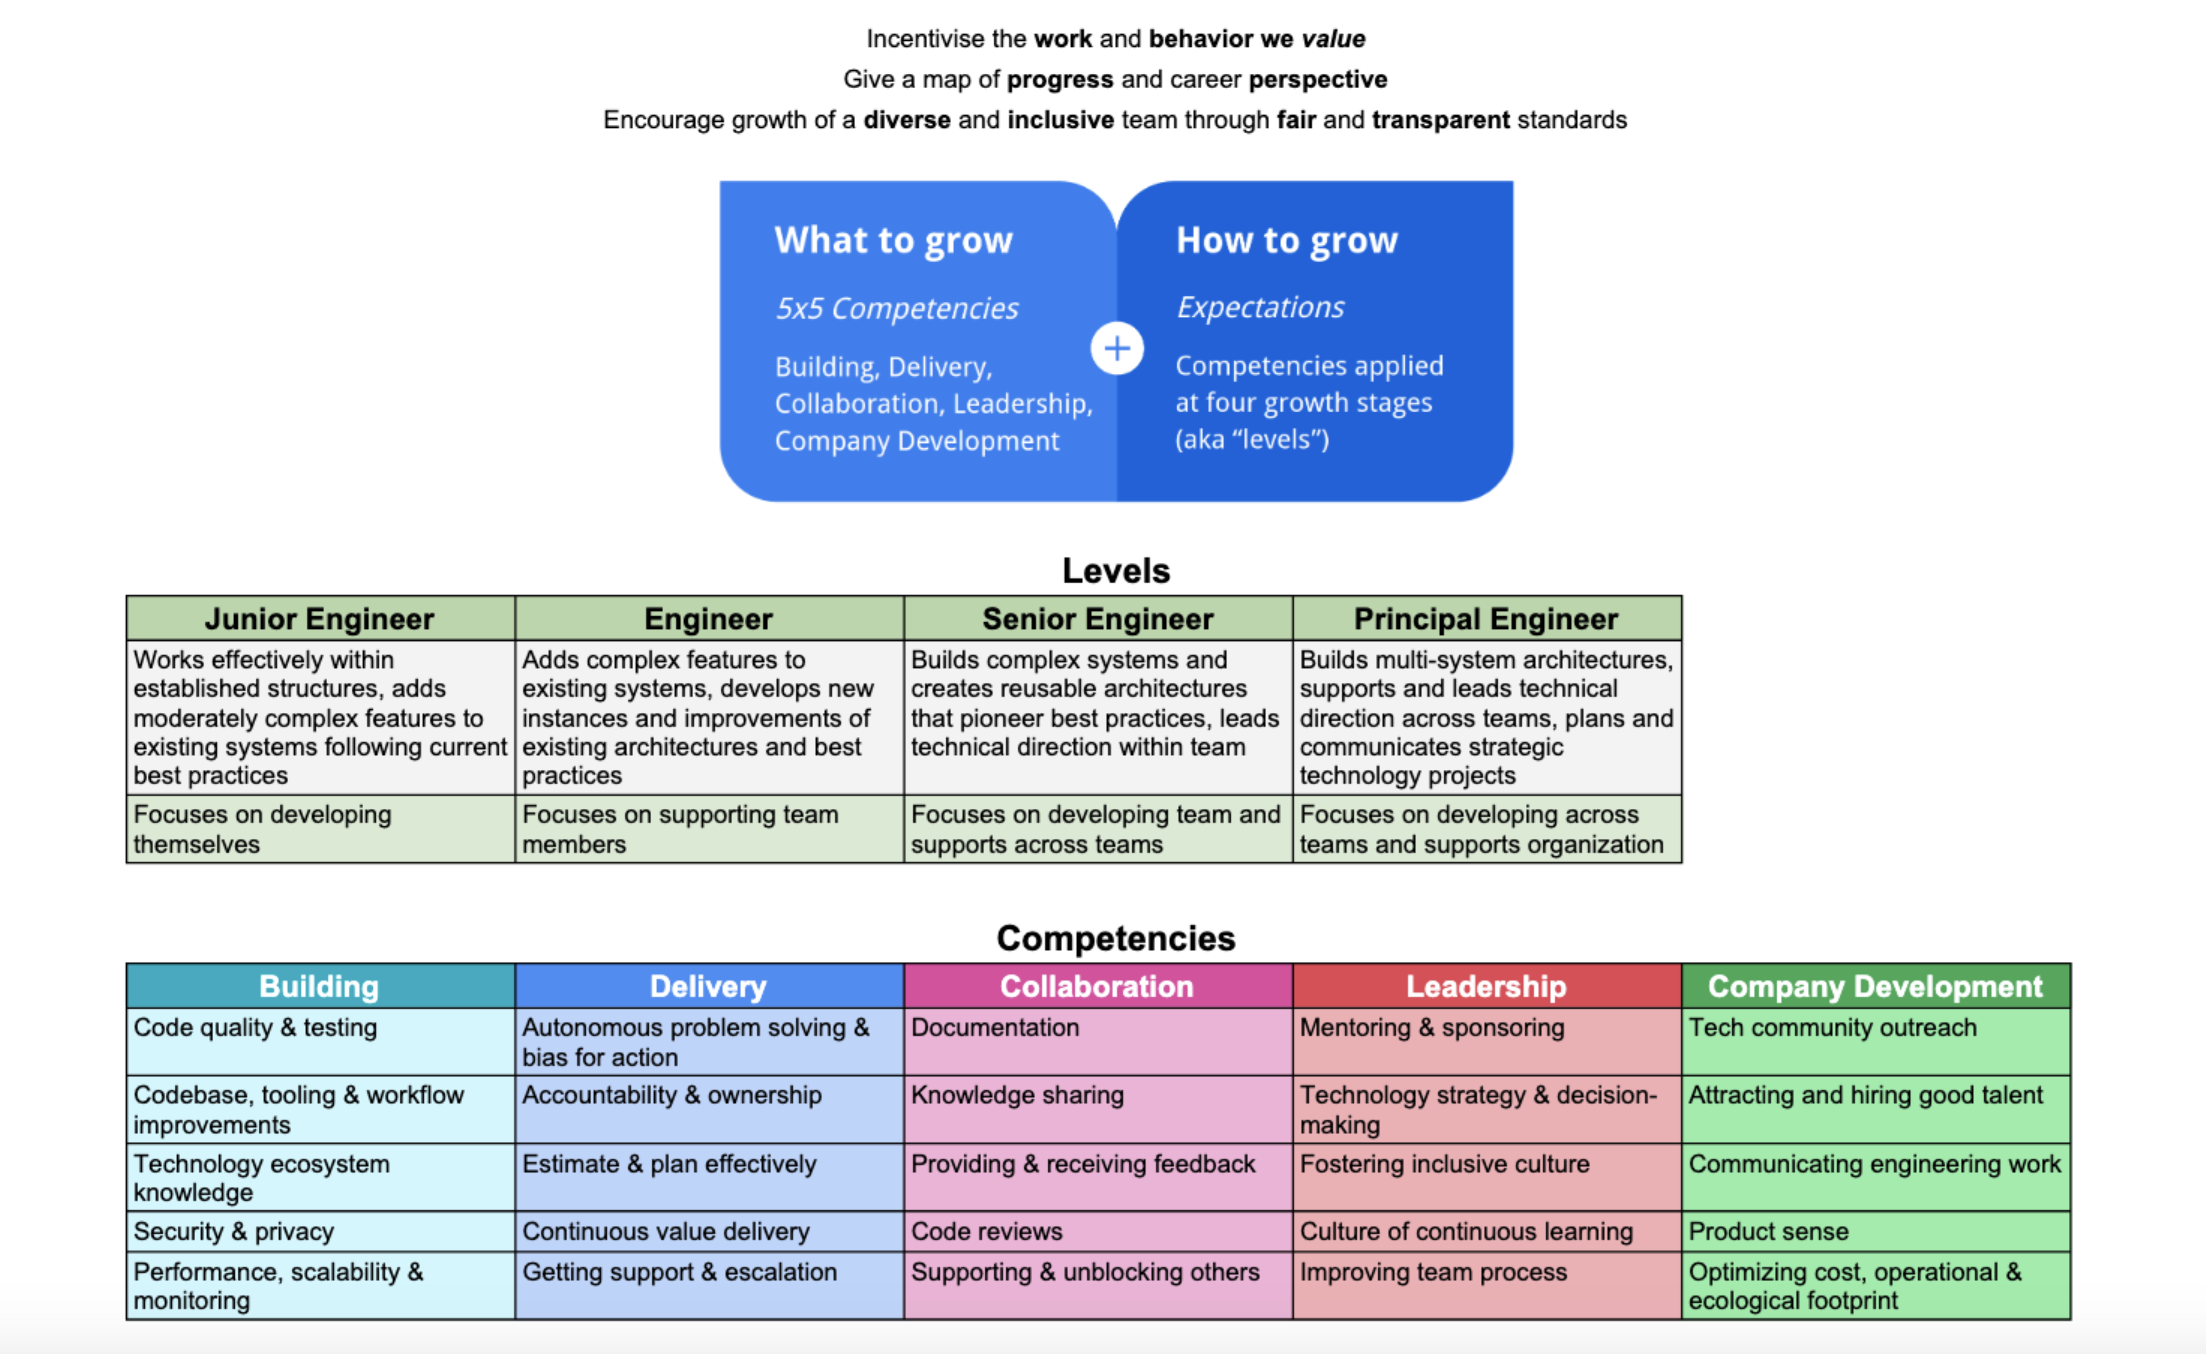 Incentivise the work and behavior we value
Give a map of progress and career perspective
Encourage growth of a diverse and inclusive team through fair and transparent standards
What to grow
5x5 Competencies
Building, Delivery,
Collaboration, Leadership,
Company Development
+
How to grow
Expectations
Competencies applied
at four growth stages
(aka “levels”)
Levels
Junior Engineer
Engineer
Senior Engineer
Principal Engineer
Works effectively within
established structures, adds
moderately complex features to
existing systems following current
best practices
Adds complex features to
existing systems, develops new
instances and improvements of
existing architectures and best
practices
Builds complex systems and
creates reusable architectures
that pioneer best practices, leads
technical direction within team
Builds multi-system architectures,
supports and leads technical
direction across teams, plans and
communicates strategic
technology projects
Focuses on developing
themselves
Focuses on supporting team
members
Focuses on developing team and
supports across teams
Focuses on developing across
teams and supports organization
Competencies
Building
Delivery
Collaboration
Leadership
Company Development
Code quality & testing
Autonomous problem solving &
bias for action
Documentation
Mentoring & sponsoring
Tech community outreach
Codebase, tooling & workflow
improvements
Accountability & ownership
Knowledge sharing
Technology strategy & decision-
making
Attracting and hiring good talent
Technology ecosystem
knowledge
Estimate & plan effectively
Providing & receiving feedback
Fostering inclusive culture
Communicating engineering work
Security & privacy
Continuous value delivery
Code reviews
Culture of continuous learning
Product sense
Performance, scalability &
monitoring
Getting support & escalation
Supporting & unblocking others
Improving team process
Optimizing cost, operational &
ecological footprint